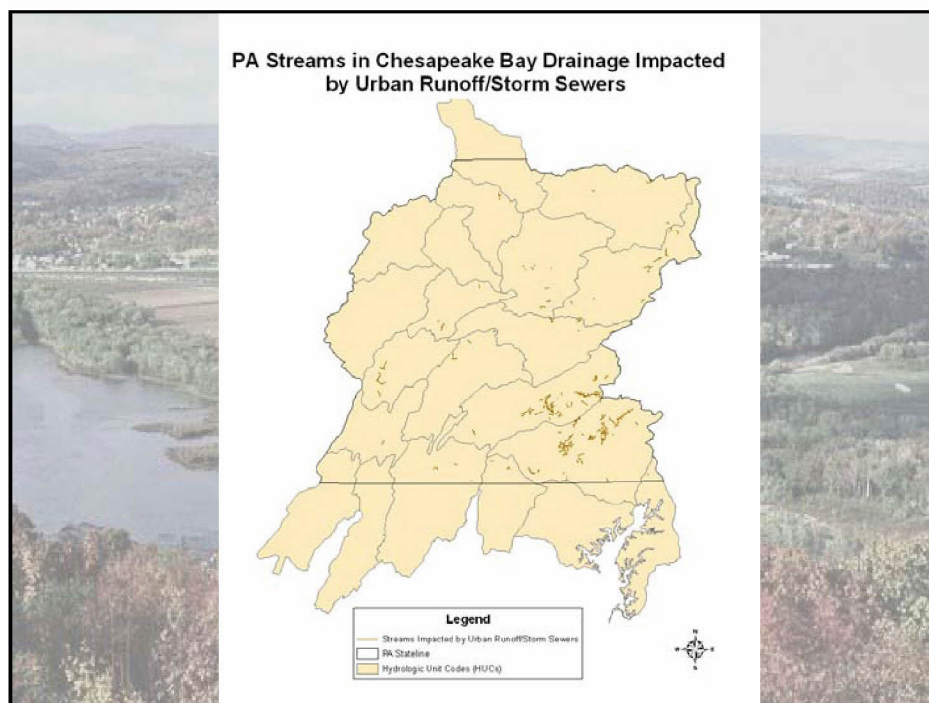 PA Streams in Chesapeake Bay Drainage Impacted
by Urban Runoff/Storm Sewers
Legend
Streams Impacted by Urban Runoff/Storm Sewers
PA Stateline
Hydrologic Unit Codes (HUCs)
N
W E
S